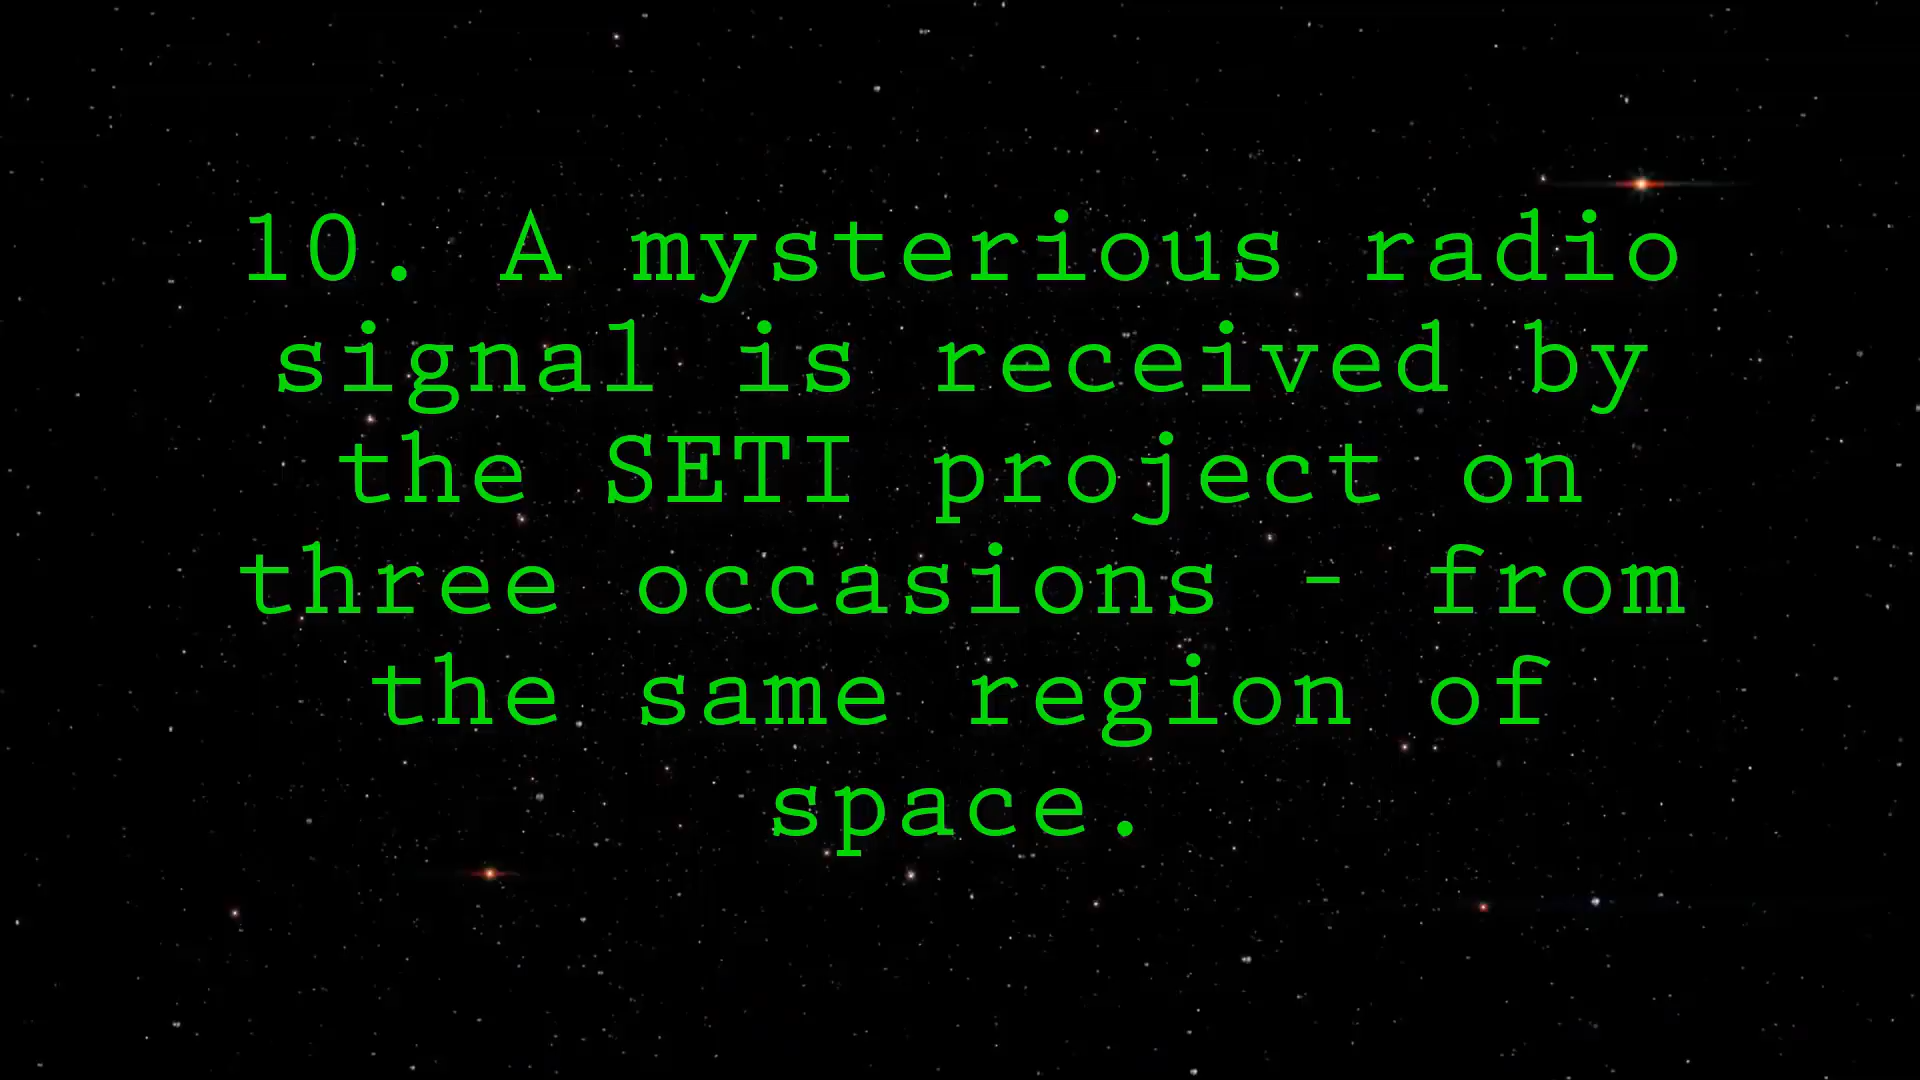 10. A mysterious radio
signal is received by
the SETI project on
three occasions - from
the same region of
space.